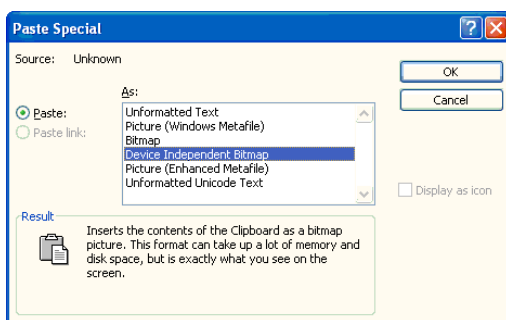 Paste Special
Source: Unknown
As:
OK
Cancel
Paste:
Paste link:
Unformatted Text
Picture (Windows Metafile)
Bitmap
Device Independent Bitmap
Picture (Enhanced Metafile)
Unformatted Unicode Text
Display as icon
Result
Inserts the contents of the Clipboard as a bitmap
picture. This format can take up a lot of memory and
disk space, but is exactly what you see on the
screen.